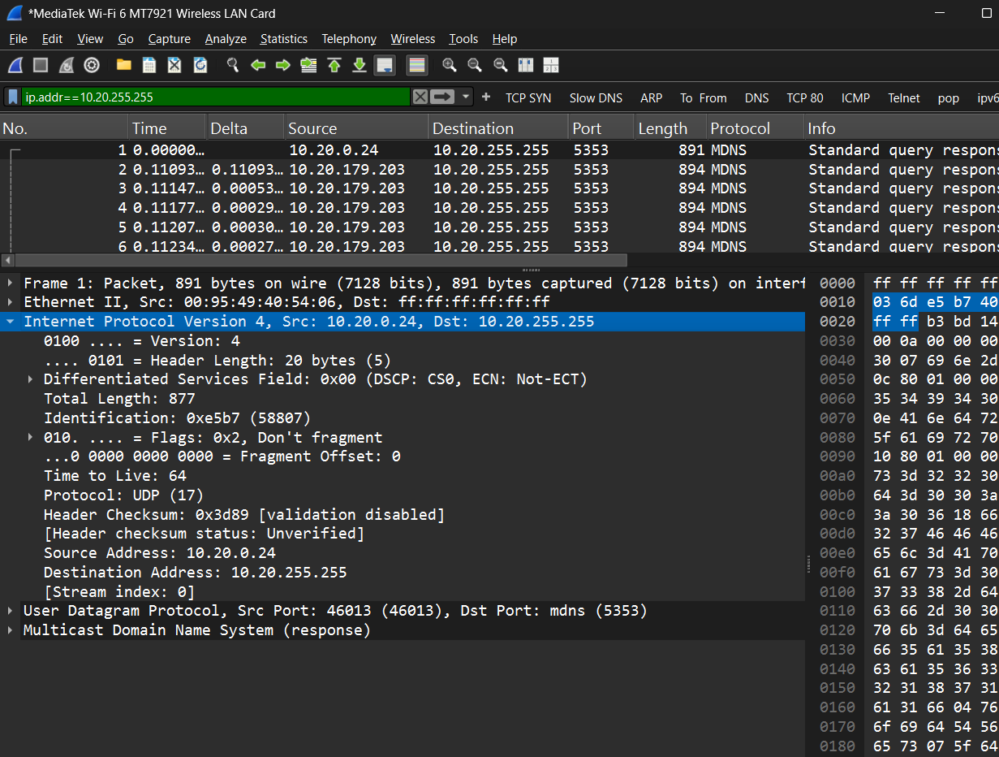 *MediaTek Wi-Fi 6 MT7921 Wireless LAN Card
File Edit View Go Capture Analyze Statistics Telephony Wireless Tools Help
ip.addr==10.20.255.255 + TCP SYN Slow DNS ARP To From DNS TCP 80 ICMP Telnet pop ipv6
No. Time Delta Source Destination Port Length Protocol Info
1 0.00000… 10.20.0.24 10.20.255.255 5353 891 MDNS Standard query respons
2 0.11093… 0.11093… 10.20.179.203 10.20.255.255 5353 894 MDNS Standard query respons
3 0.11147… 0.00053… 10.20.179.203 10.20.255.255 5353 894 MDNS Standard query respons
4 0.11177… 0.00029… 10.20.179.203 10.20.255.255 5353 894 MDNS Standard query respons
5 0.11207… 0.00030… 10.20.179.203 10.20.255.255 5353 894 MDNS Standard query respons
6 0.11234… 0.00027… 10.20.179.203 10.20.255.255 5353 894 MDNS Standard query respons
Frame 1: Packet, 891 bytes on wire (7128 bits), 891 bytes captured (7128 bits) on interf
Ethernet II, Src: 00:95:49:40:54:06, Dst: ff:ff:ff:ff:ff:ff
Internet Protocol Version 4, Src: 10.20.0.24, Dst: 10.20.255.255
0100 .... = Version: 4
.... 0101 = Header Length: 20 bytes (5)
Differentiated Services Field: 0x00 (DSCP: CS0, ECN: Not-ECT)
Total Length: 877
Identification: 0xe5b7 (58807)
010. .... = Flags: 0x2, Don't fragment
...0 0000 0000 0000 = Fragment Offset: 0
Time to Live: 64
Protocol: UDP (17)
Header Checksum: 0x3d89 [validation disabled]
[Header checksum status: Unverified]
Source Address: 10.20.0.24
Destination Address: 10.20.255.255
[Stream index: 0]
User Datagram Protocol, Src Port: 46013 (46013), Dst Port: mdns (5353)
Multicast Domain Name System (response)
0000 ff ff ff ff ff
0010 03 6d e5 b7 40
0020 ff ff b3 bd 14
0030 00 0a 00 00 00
0040 30 07 69 6e 2d
0050 0c 80 01 00 00
0060 35 34 39 34 30
0070 0e 41 6e 64 72
0080 5f 61 69 72 70
0090 10 80 01 00 00
00a0 73 3d 32 32 30
00b0 64 3d 30 30 3a
00c0 3a 30 36 18 66
00d0 32 37 46 46 46
00e0 65 6c 3d 41 70
00f0 61 67 73 3d 30
0100 37 33 38 2d 64
0110 63 66 2d 30 30
0120 70 6b 3d 64 65
0130 66 35 61 35 38
0140 63 61 35 36 33
0150 32 31 38 37 31
0160 61 31 66 04 76
0170 6f 69 64 54 56
0180 65 73 07 5f 64